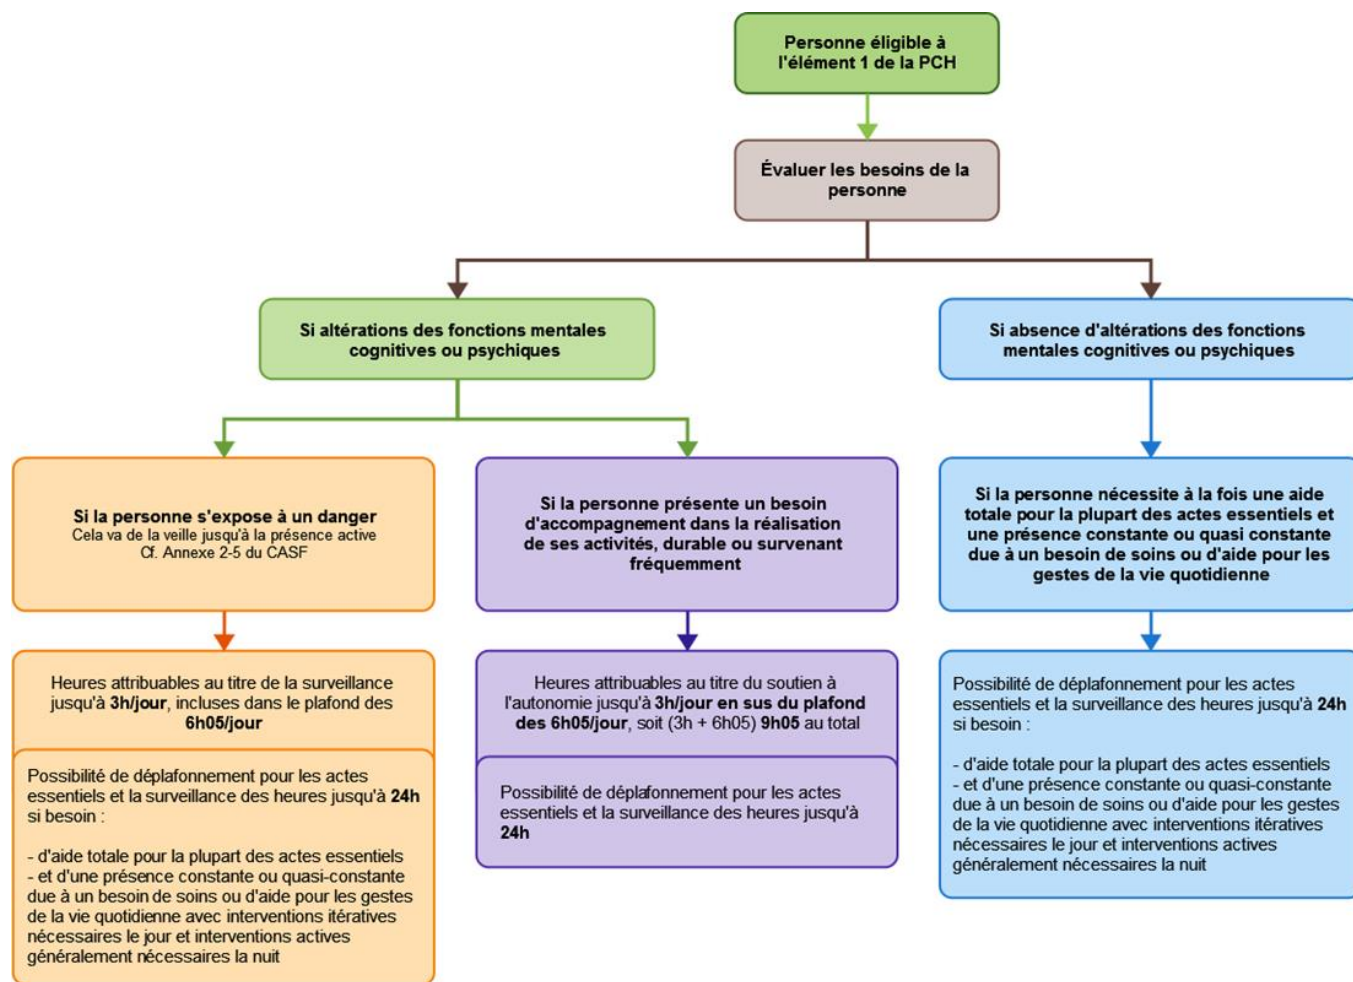 Personne éligible à
l'élément 1 de la PCH
Évaluer les besoins de la
personne
Si altérations des fonctions mentales
cognitives ou psychiques
Si absence d'altérations des fonctions
mentales cognitives ou psychiques
Si la personne s'expose à un danger
Cela va de la veille jusqu'à la présence active
Cf. Annexe 2-5 du CASF
Si la personne présente un besoin
d'accompagnement dans la réalisation
de ses activités, durable ou survenant
fréquemment
Si la personne nécessite à la fois une aide
totale pour la plupart des actes essentiels et
une présence constante ou quasi constante
due à un besoin de soins ou d'aide pour les
gestes de la vie quotidienne
Heures attribuables au titre de la surveillance
jusqu'à 3h/jour, incluses dans le plafond des
6h05/jour
Possibilité de déplafonnement pour les actes
essentiels et la surveillance des heures jusqu'à 24h
si besoin :
- d'aide totale pour la plupart des actes essentiels
- et d'une présence constante ou quasi-constante
due à un besoin de soins ou d'aide pour les gestes
de la vie quotidienne avec interventions itératives
nécessaires le jour et interventions actives
généralement nécessaires la nuit
Heures attribuables au titre du soutien à
l'autonomie jusqu'à 3h/jour en sus du plafond
des 6h05/jour, soit (3h + 6h05) 9h05 au total
Possibilité de déplafonnement pour les actes
essentiels et la surveillance des heures jusqu'à
24h
Possibilité de déplafonnement pour les actes
essentiels et la surveillance des heures jusqu'à 24h
si besoin :
- d'aide totale pour la plupart des actes essentiels
- et d'une présence constante ou quasi-constante
due à un besoin de soins ou d'aide pour les gestes
de la vie quotidienne avec interventions itératives
nécessaires le jour et interventions actives
généralement nécessaires la nuit